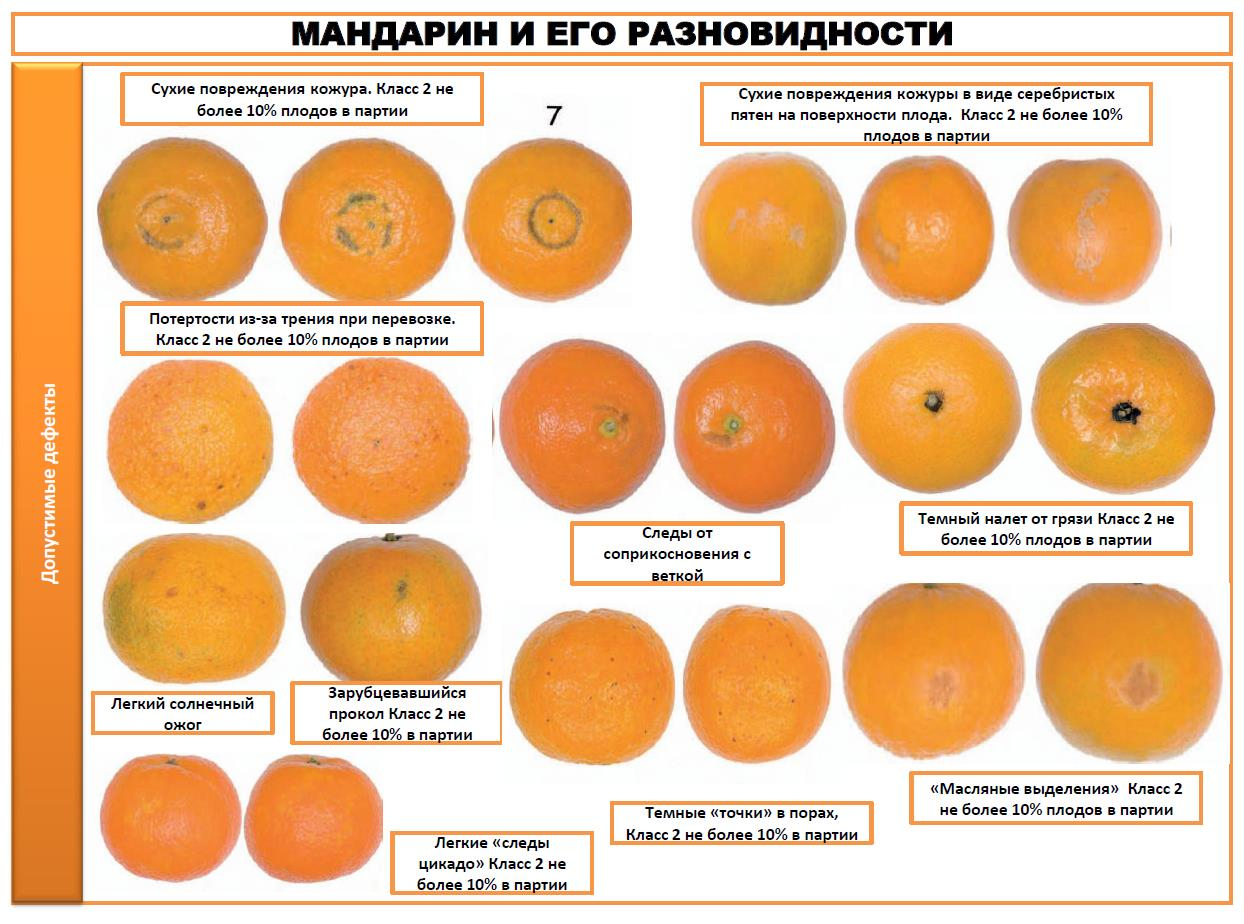 МАНДАРИН И ЕГО РАЗНОВИДНОСТИ
Допустимые дефекты
Сухие повреждения кожура. Класс 2 не
более 10% плодов в партии
7
Сухие повреждения кожуры в виде серебристых
пятен на поверхности плода. Класс 2 не более 10%
плодов в партии
Потертости из-за трения при перевозке.
Класс 2 не более 10% плодов в партии
Следы от
соприкосновения с
веткой
Темный налет от грязи Класс 2 не
более 10% плодов в партии
Легкий солнечный
ожог
Зарубцевавшийся
прокол Класс 2 не
более 10% в партии
«Масляные выделения» Класс 2
не более 10% плодов в партии
Темные «точки» в порах,
Класс 2 не более 10% в партии
Легкие «следы
цикадо» Класс 2 не
более 10% в партии